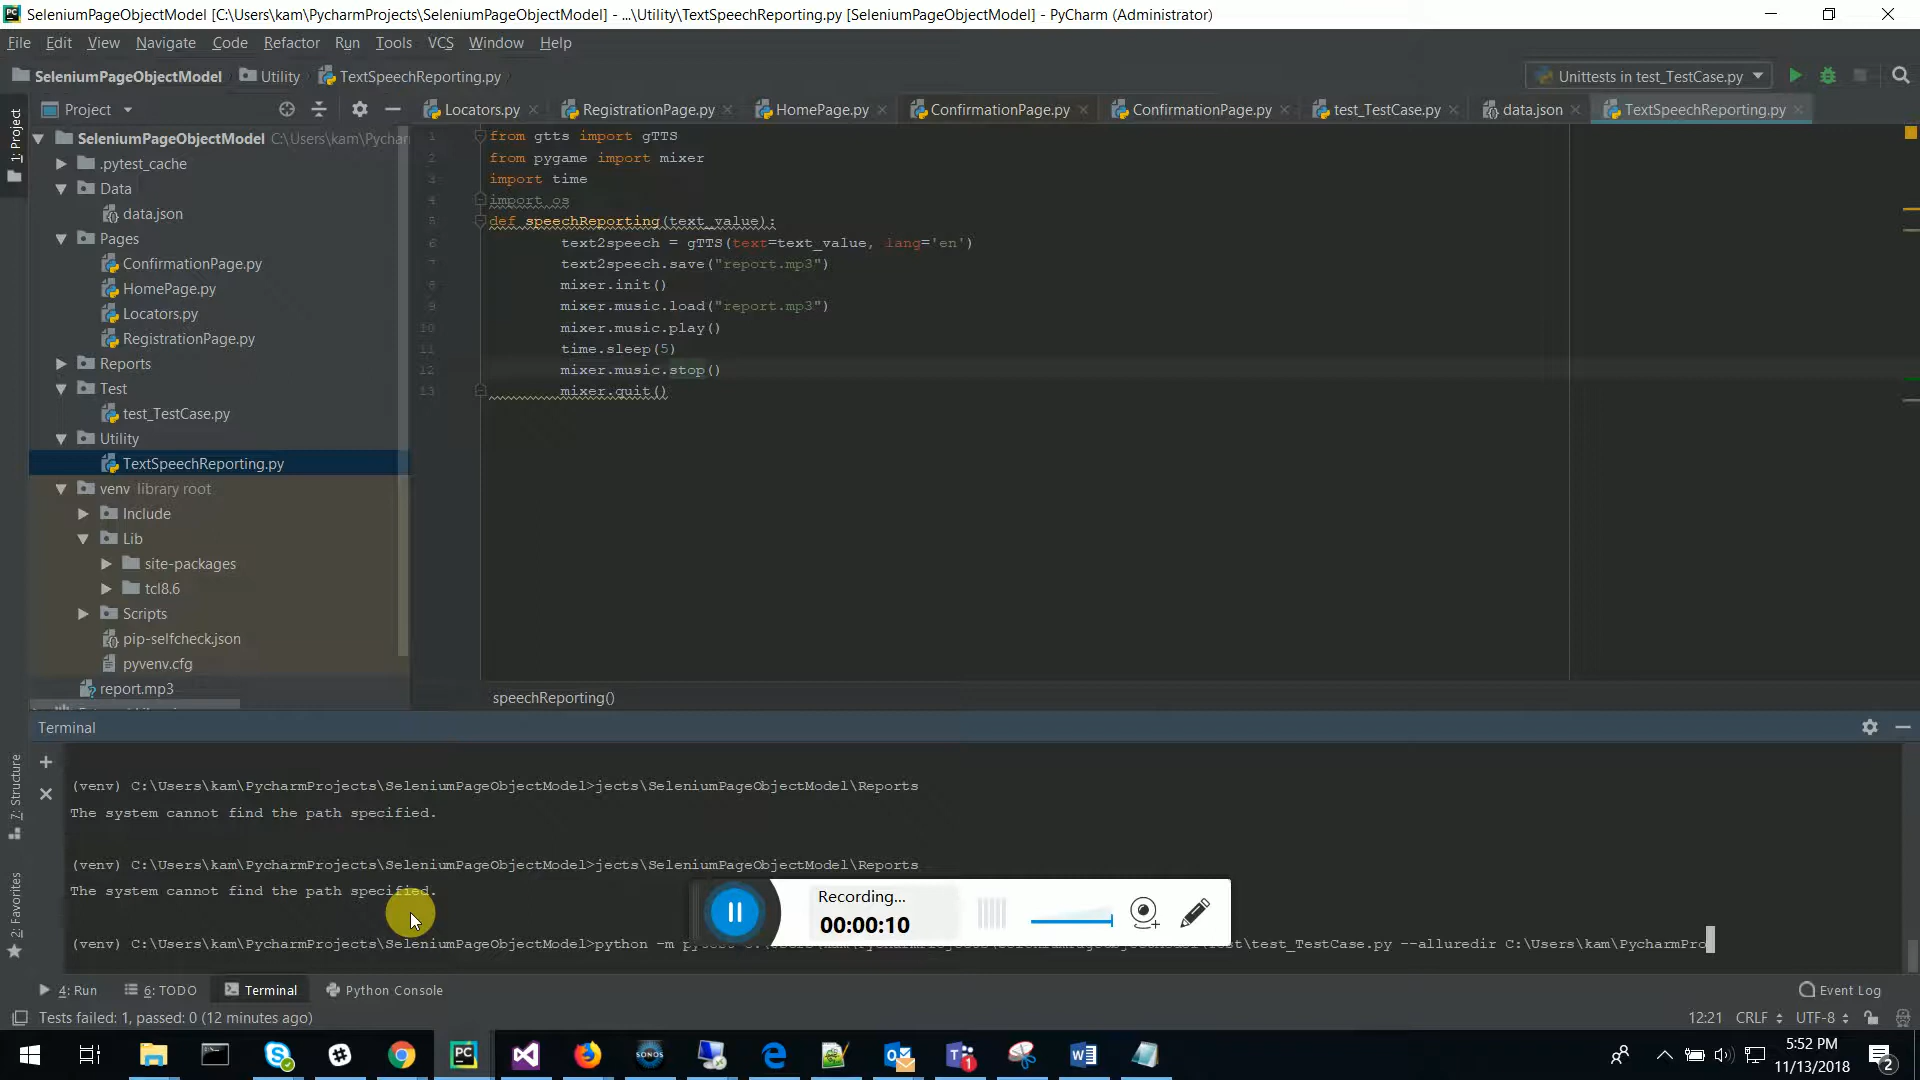 SeleniumPageObjectModel [C:\Users\kam\PycharmProjects\SeleniumPageObjectModel] - ...\Utility\TextSpeechReporting.py [SeleniumPageObjectModel] - PyCharm (Administrator)
File Edit View Navigate Code Refactor Run Tools VCS Window Help
SeleniumPageObjectModel Utility TextSpeechReporting.py Unittests in test_TestCase.py
Project
Locators.py RegistrationPage.py HomePage.py ConfirmationPage.py ConfirmationPage.py test_TestCase.py data.json TextSpeechReporting.py
1: Project
SeleniumPageObjectModel C:\Users\kam\Pychar
.pytest_cache
Data
data.json
Pages
ConfirmationPage.py
HomePage.py
Locators.py
RegistrationPage.py
Reports
Test
test_TestCase.py
Utility
TextSpeechReporting.py
venv library root
Include
Lib
site-packages
tcl8.6
Scripts
pip-selfcheck.json
pyvenv.cfg
report.mp3
1 from gtts import gTTS
2 from pygame import mixer
3 import time
4 import os
5 def speechReporting(text_value):
6 text2speech = gTTS(text=text_value, lang='en')
7 text2speech.save("report.mp3")
8 mixer.init()
9 mixer.music.load("report.mp3")
10 mixer.music.play()
11 time.sleep(5)
12 mixer.music.stop()
13 mixer.quit()
speechReporting()
Terminal
7: Structure
2: Favorites
(venv) C:\Users\kam\PycharmProjects\SeleniumPageObjectModel>jects\SeleniumPageObjectModel\Reports
The system cannot find the path specified.
(venv) C:\Users\kam\PycharmProjects\SeleniumPageObjectModel>jects\SeleniumPageObjectModel\Reports
The system cannot find the path specified.
(venv) C:\Users\kam\PycharmProjects\SeleniumPageObjectModel>python -m \test_TestCase.py --alluredir C:\Users\kam\PycharmPro
Recording...
00:00:10
4: Run 6: TODO Terminal Python Console Event Log
Tests failed: 1, passed: 0 (12 minutes ago) 12:21 CRLF UTF-8
PC SONOS 1
5:52 PM
11/13/2018
2